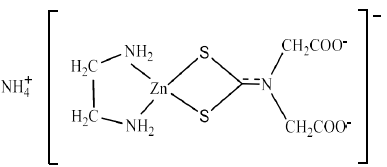 NH₄⁺
H₂C
H₂C
NH₂
NH₂
Zn
S
S
N
CH₂COO⁻
CH₂COO⁻
−